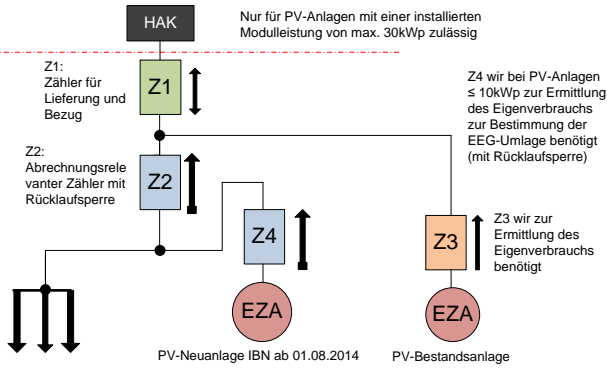 HAK
Nur für PV-Anlagen mit einer installierten
Modulleistung von max. 30kWp zulässig
Z1:
Zähler für
Lieferung und
Bezug
Z1
Z4 wir bei PV-Anlagen
≤ 10kWp zur Ermittlung
des Eigenverbrauchs
zur Bestimmung der
EEG-Umlage benötigt
(mit Rücklaufsperre)
Z2:
Abrechnungsrele
vanter Zähler mit
Rücklaufsperre
Z2
Z4
Z3
Z3 wir zur
Ermittlung des
Eigenverbrauchs
benötigt
EZA
EZA
PV-Neuanlage IBN ab 01.08.2014
PV-Bestandsanlage